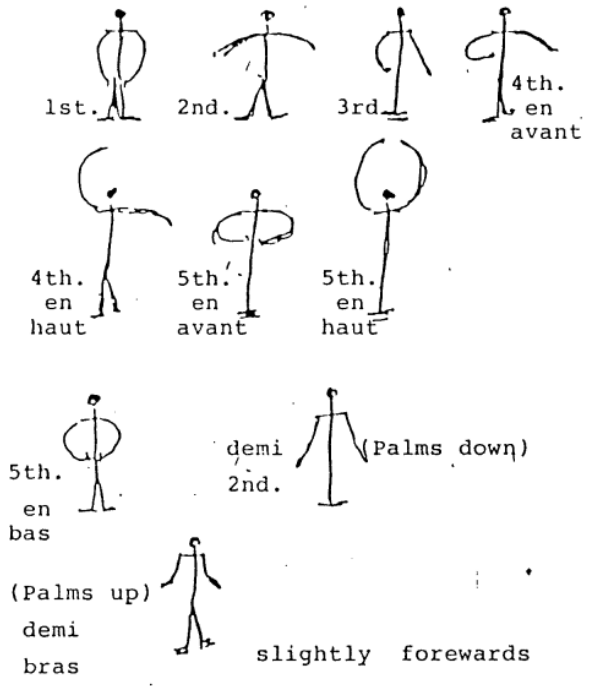 1st.
2nd.
3rd.
4th.
en
avant
4th.
en
haut
5th.
en
avant
5th.
en
haut
5th.
en
bas
demi
2nd.
(Palms down)
(Palms up)
demi
bras
slightly forewards